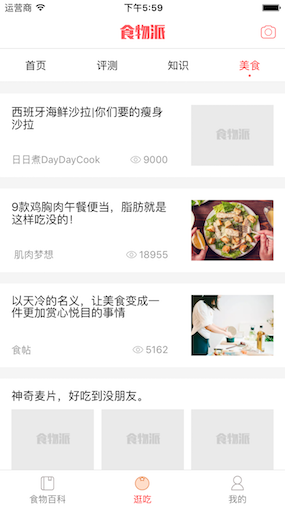 运营商 下午5:59
食物派
首页 评测 知识 美食
西班牙海鲜沙拉|你们要的瘦身
沙拉
食物派
日日煮DayDayCook 9000
9款鸡胸肉午餐便当，脂肪就是
这样吃没的！
肌肉梦想 18955
以天冷的名义，让美食变成一
件更加赏心悦目的事情
食帖 5162
神奇麦片，好吃到没朋友。
食物派 食物派 食物派
食物百科 逛吃 我的